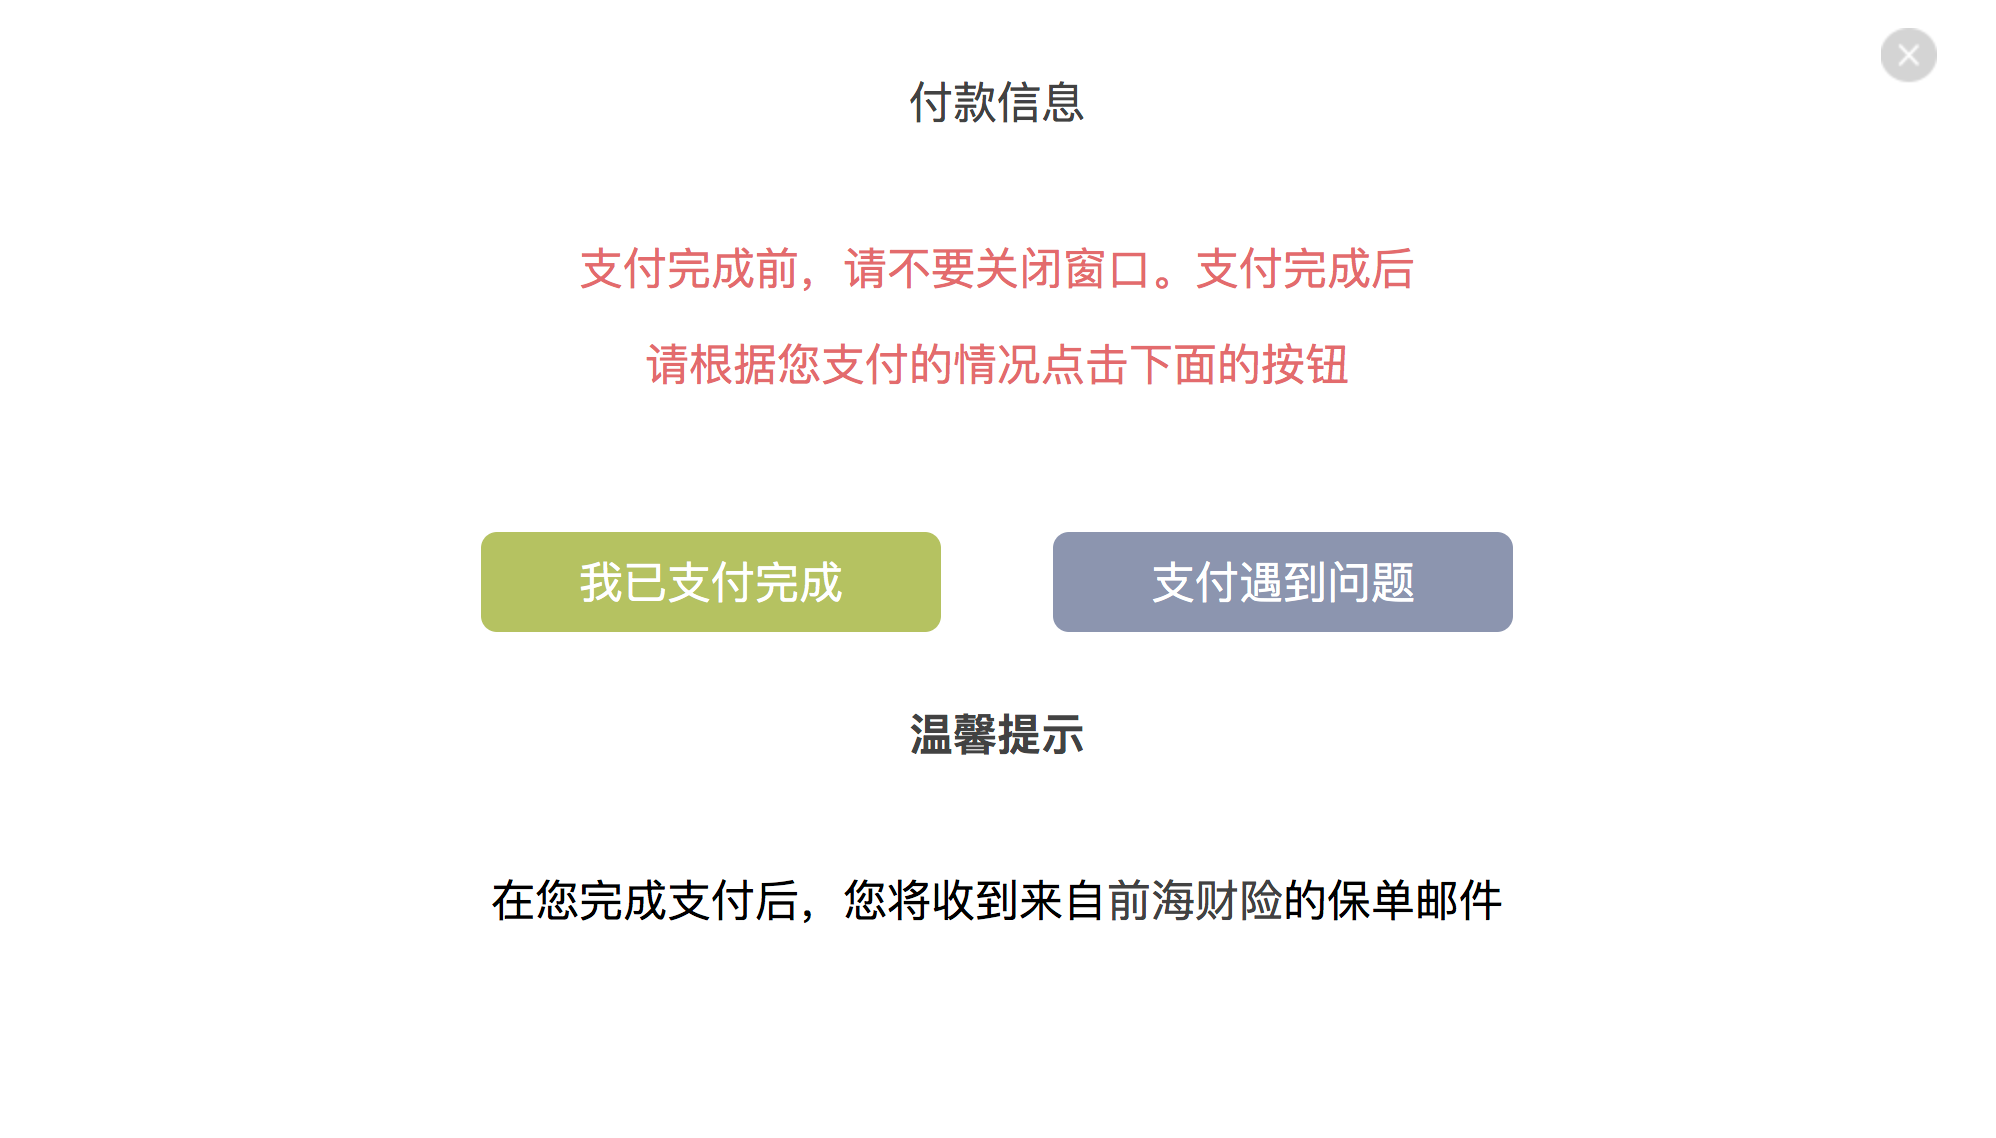 付款信息
支付完成前，请不要关闭窗口。支付完成后
请根据您支付的情况点击下面的按钮
我已支付完成
支付遇到问题
温馨提示
在您完成支付后，您将收到来自前海财险的保单邮件